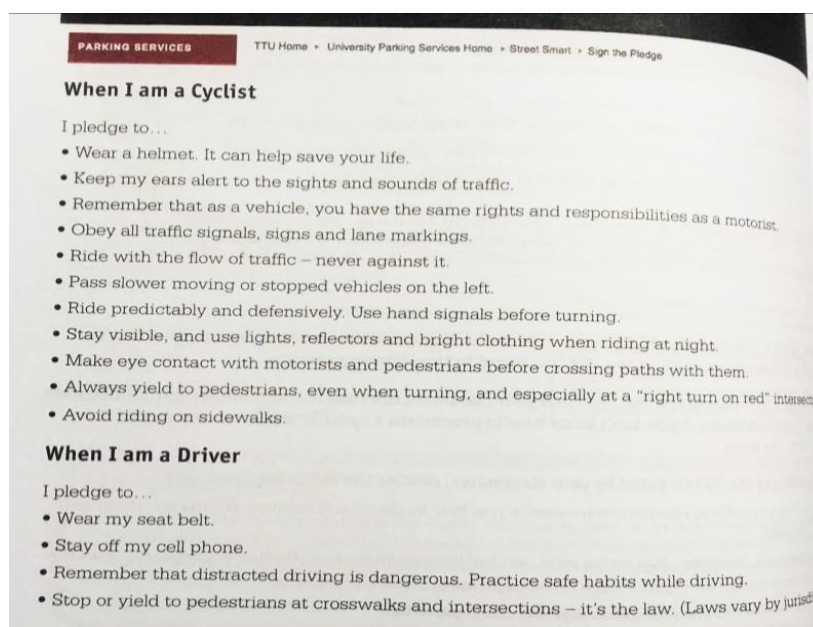 PARKING SERVICES TTU Home • University Parking Services Home • Street Smart • Sign the Pledge
When I am a Cyclist
I pledge to...
• Wear a helmet. It can help save your life.
• Keep my ears alert to the sights and sounds of traffic.
• Remember that as a vehicle, you have the same rights and responsibilities as a motorist.
• Obey all traffic signals, signs and lane markings.
• Ride with the flow of traffic – never against it.
• Pass slower moving or stopped vehicles on the left.
• Ride predictably and defensively. Use hand signals before turning.
• Stay visible, and use lights, reflectors and bright clothing when riding at night.
• Make eye contact with motorists and pedestrians before crossing paths with them.
• Always yield to pedestrians, even when turning, and especially at a “right turn on red”
• Avoid riding on sidewalks.
When I am a Driver
I pledge to...
• Wear my seat belt.
• Stay off my cell phone.
• Remember that distracted driving is dangerous. Practice safe habits while driving.
• Stop or yield to pedestrians at crosswalks and intersections – it's the law. (Laws vary by